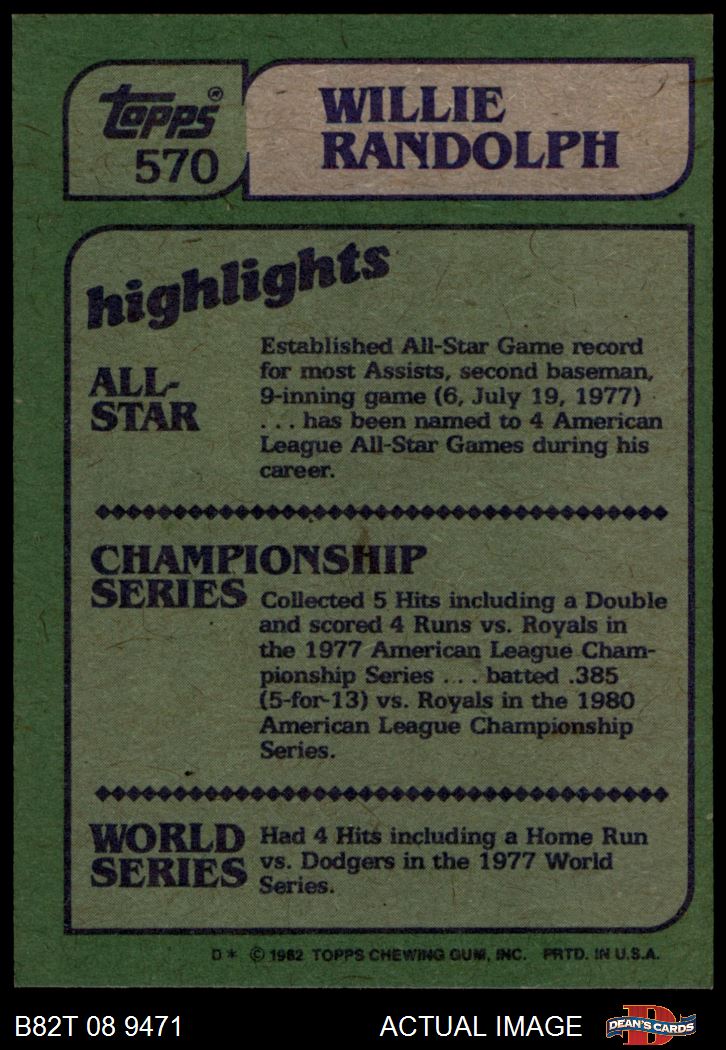 Topps®
570
WILLIE
RANDOLPH
highlights
ALL-
STAR
Established All-Star Game record
for most Assists, second baseman,
9-inning game (6, July 19, 1977)
. . . has been named to 4 American
League All-Star Games during his
career.
CHAMPIONSHIP
SERIES
Collected 5 Hits including a Double
and scored 4 Runs vs. Royals in
the 1977 American League Cham-
pionship Series . . . batted .385
(5-for-13) vs. Royals in the 1980
American League Championship
Series.
WORLD
SERIES
Had 4 Hits including a Home Run
vs. Dodgers in the 1977 World
Series.
D * © 1982 TOPPS CHEWING GUM, INC. PRTD. IN U.S.A.
B82T 08 9471
ACTUAL IMAGE
D
DEAN'S CARDS